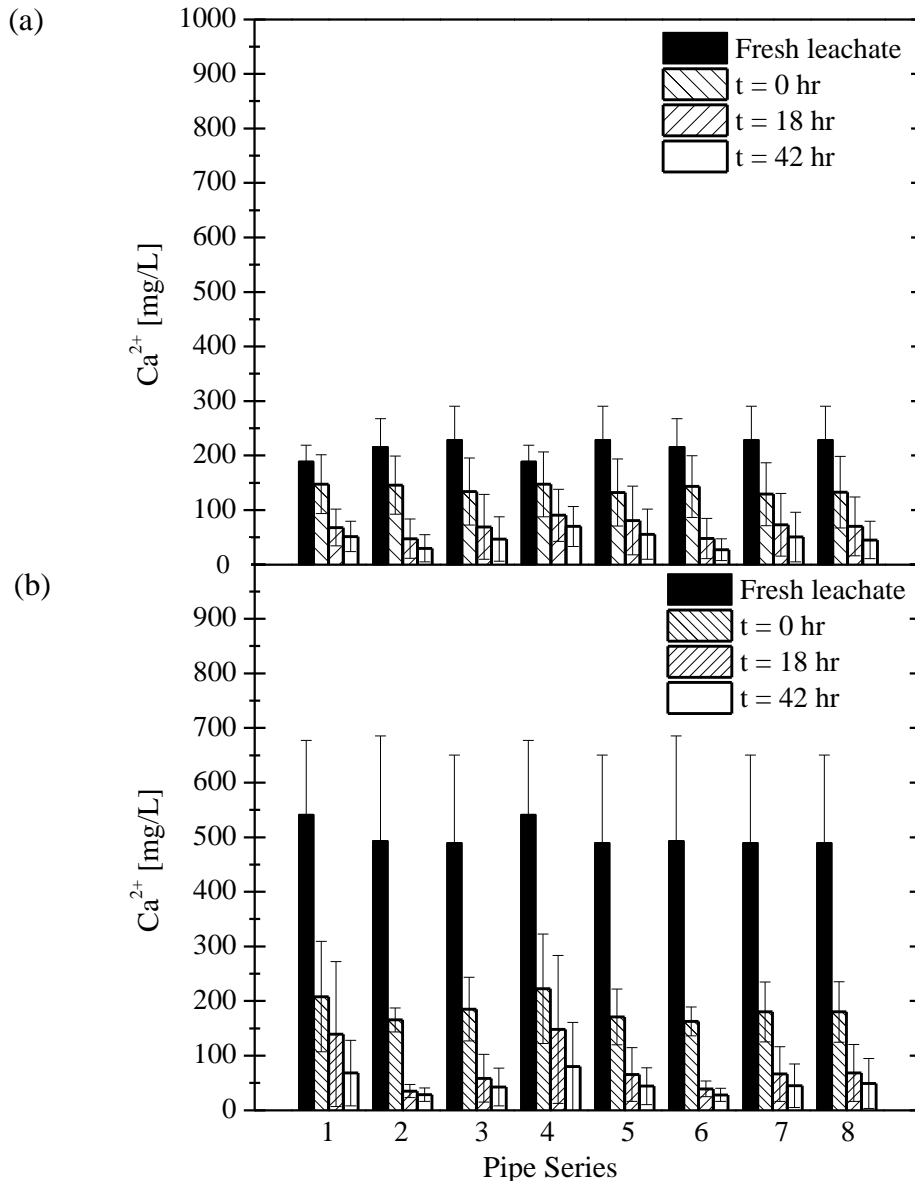 (a)
1000
900
800
700
600
500
400
300
200
100
0
Ca²⁺ [mg/L]
Fresh leachate
t = 0 hr
t = 18 hr
t = 42 hr
(b)
900
800
700
600
500
400
300
200
100
0
Ca²⁺ [mg/L]
Fresh leachate
t = 0 hr
t = 18 hr
t = 42 hr
1 2 3 4 5 6 7 8
Pipe Series